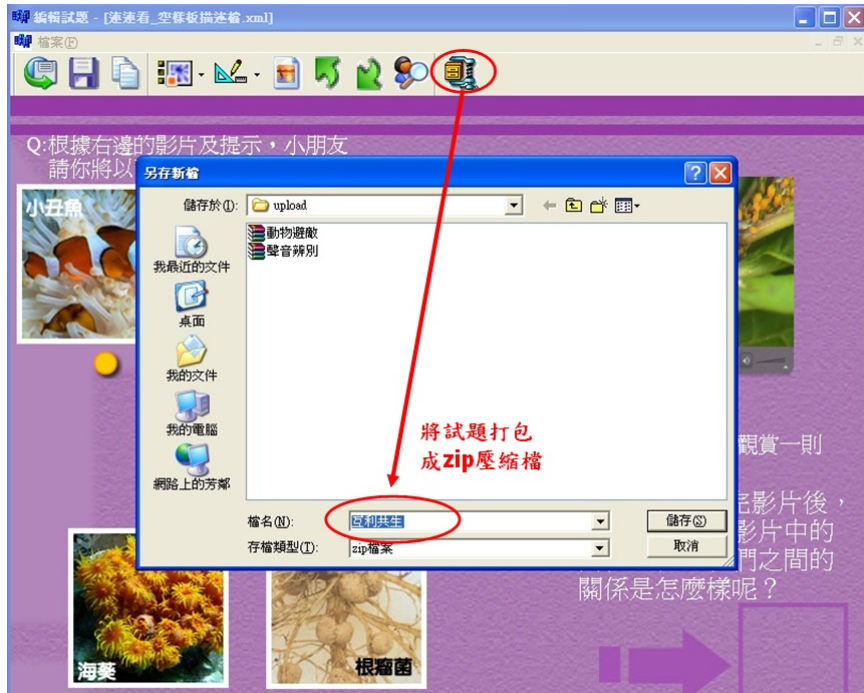 編輯試題 - [連連看_空樣板描述檔.xml]
檔案(F)
Q:根據右邊的影片及提示，小朋友
請你將以
小丑魚
另存新檔
儲存於(I):
upload
動物避敵
聲音辨別
我最近的文件
桌面
我的文件
我的電腦
網路上的芳鄰
將試題打包
成zip壓縮檔
檔名(N):
互利共生
儲存(S)
存檔類型(T):
zip檔案
取消
觀賞一則
完影片後，
影片中的
門之間的
關係是怎麼樣呢？
海葵
根瘤菌